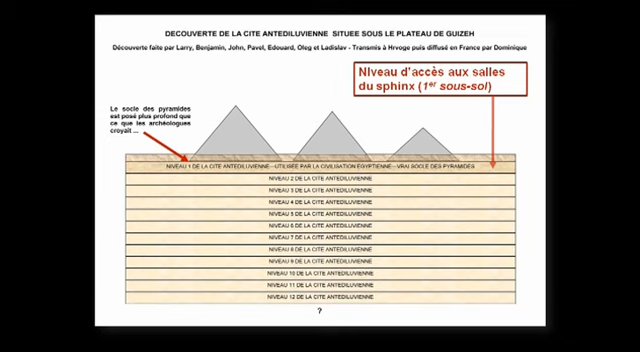 DECOUVERTE DE LA CITE ANTEDILUVIENNE SITUEE SOUS LE PLATEAU DE GUIZEH
Découverte faite par Larry, Benjamin, John, Pavel, Edouard, Oleg et Ladislav - Transmis à Hrvoge puis diffusé en France par Dominique
Niveau d'accès aux salles
du sphinx (1er sous-sol)
Le socle des pyramides
est posé plus profond que
ce que les archéologues
croyait ...
NIVEAU 1 DE LA CITE ANTEDILUVIENNE - UTILISEE PAR LA CIVILISATION EGYPTIENNE - VRAI SOCLE DES PYRAMIDES
NIVEAU 2 DE LA CITE ANTEDILUVIENNE
NIVEAU 3 DE LA CITE ANTEDILUVIENNE
NIVEAU 4 DE LA CITE ANTEDILUVIENNE
NIVEAU 5 DE LA CITE ANTEDILUVIENNE
NIVEAU 6 DE LA CITE ANTEDILUVIENNE
NIVEAU 7 DE LA CITE ANTEDILUVIENNE
NIVEAU 8 DE LA CITE ANTEDILUVIENNE
NIVEAU 9 DE LA CITE ANTEDILUVIENNE
NIVEAU 10 DE LA CITE ANTEDILUVIENNE
NIVEAU 11 DE LA CITE ANTEDILUVIENNE
NIVEAU 12 DE LA CITE ANTEDILUVIENNE
?